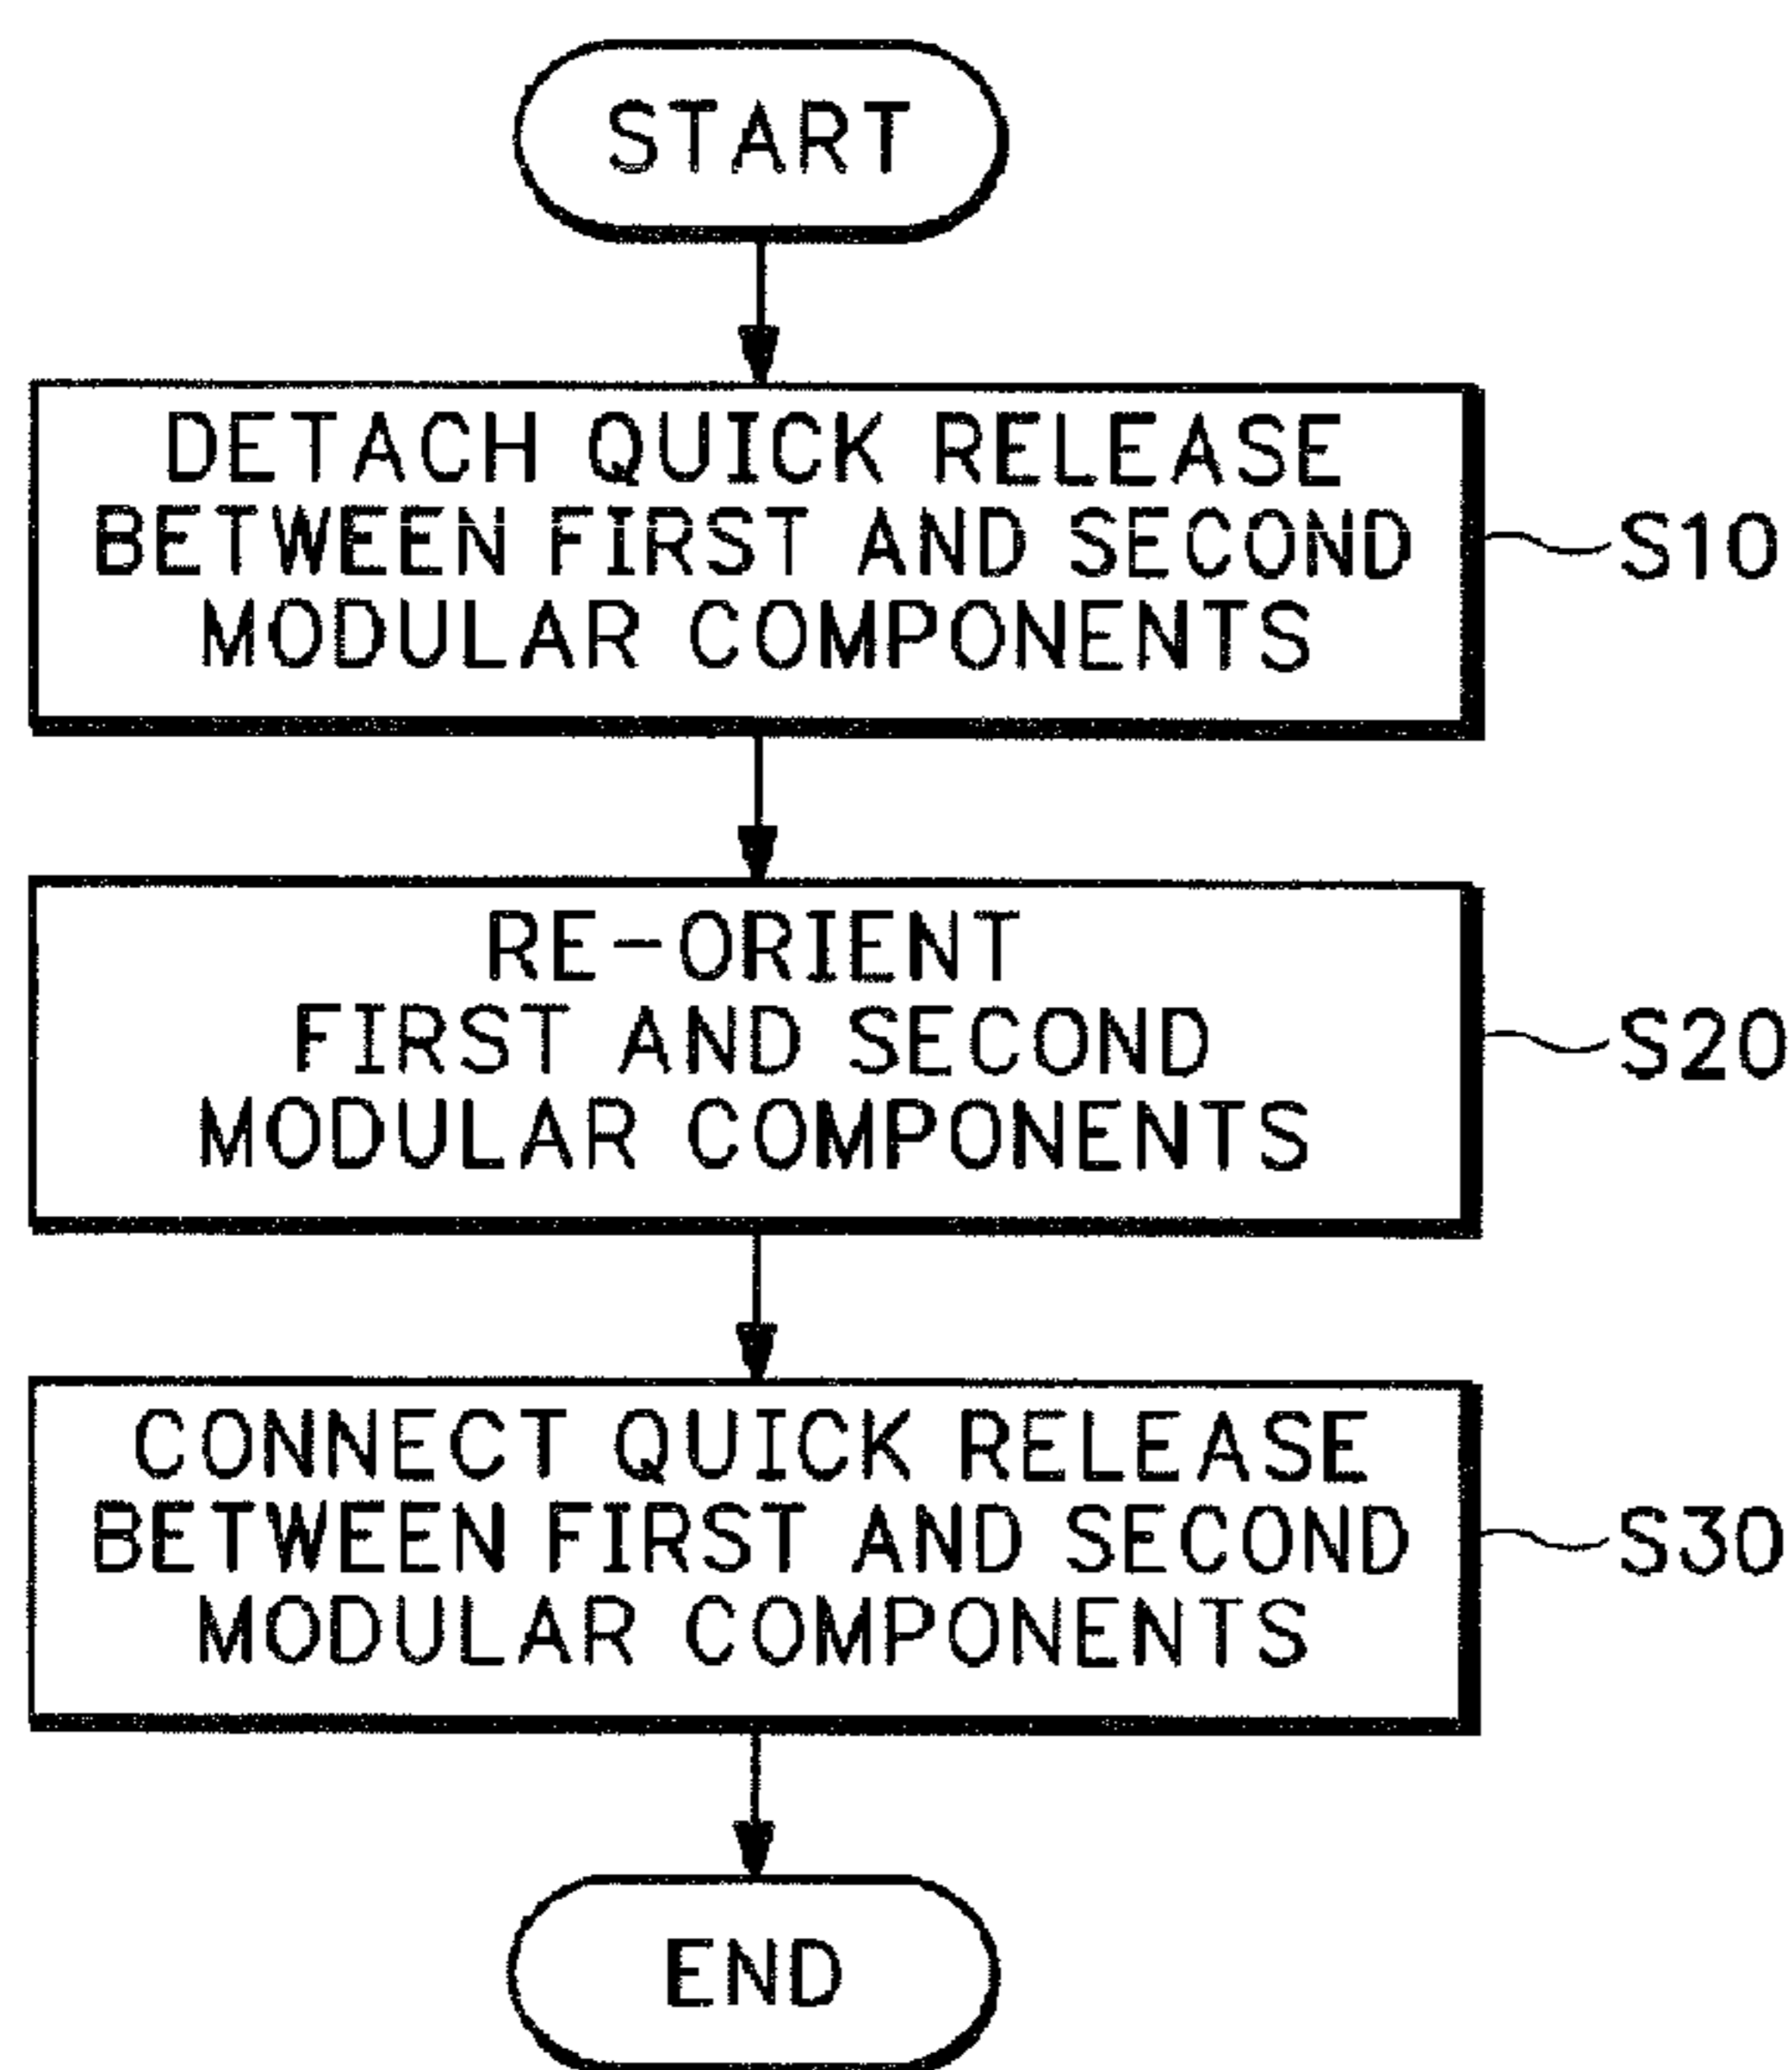 START
DETACH QUICK RELEASE
BETWEEN FIRST AND SECOND
MODULAR COMPONENTS
S10
RE-ORIENT
FIRST AND SECOND
MODULAR COMPONENTS
S20
CONNECT QUICK RELEASE
BETWEEN FIRST AND SECOND
MODULAR COMPONENTS
S30
END